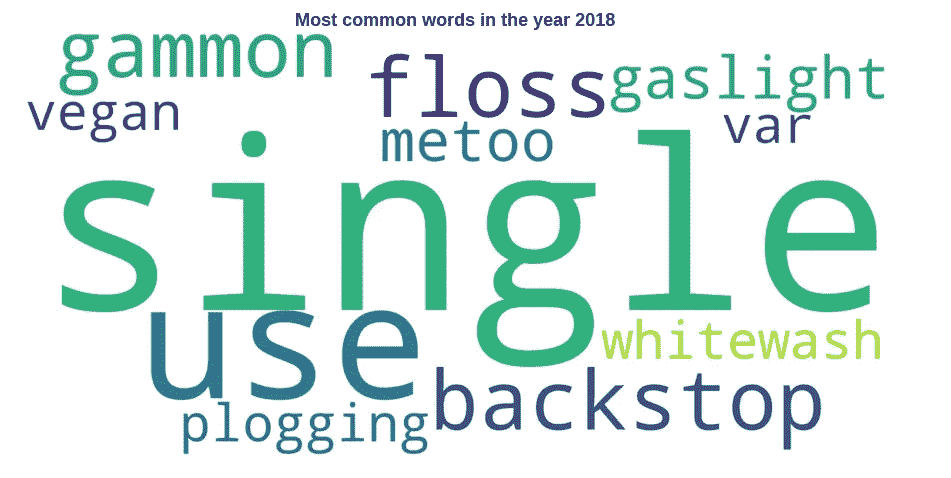 Most common words in the year 2018
gammon
floss
gaslight
vegan
metoo
var
single
use
whitewash
backstop
plogging